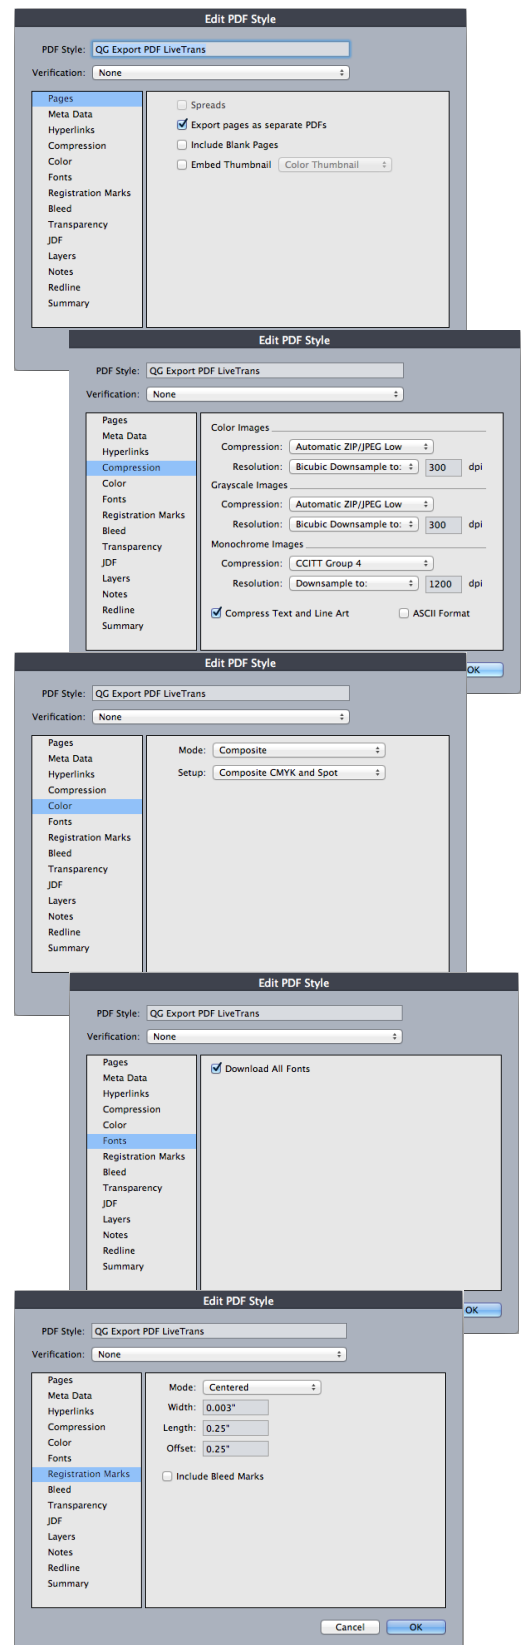 Edit PDF Style
PDF Style: QG Export PDF LiveTrans
Verification: None
Pages
Meta Data
Hyperlinks
Compression
Color
Fonts
Registration Marks
Bleed
Transparency
JDF
Layers
Notes
Redline
Summary
Spreads
Export pages as separate PDFs
Include Blank Pages
Embed Thumbnail Color Thumbnail
Edit PDF Style
PDF Style: QG Export PDF LiveTrans
Verification: None
Pages
Meta Data
Hyperlinks
Compression
Color
Fonts
Registration Marks
Bleed
Transparency
JDF
Layers
Notes
Redline
Summary
Color Images
Compression: Automatic ZIP/JPEG Low
Resolution: Bicubic Downsample to: 300 dpi
Grayscale Images
Compression: Automatic ZIP/JPEG Low
Resolution: Bicubic Downsample to: 300 dpi
Monochrome Images
Compression: CCITT Group 4
Resolution: Downsample to: 1200 dpi
Compress Text and Line Art ASCII Format
OK
Edit PDF Style
PDF Style: QG Export PDF LiveTrans
Verification: None
Pages
Meta Data
Hyperlinks
Compression
Color
Fonts
Registration Marks
Bleed
Transparency
JDF
Layers
Notes
Redline
Summary
Mode: Composite
Setup: Composite CMYK and Spot
Edit PDF Style
PDF Style: QG Export PDF LiveTrans
Verification: None
Pages
Meta Data
Hyperlinks
Compression
Color
Fonts
Registration Marks
Bleed
Transparency
JDF
Layers
Notes
Redline
Summary
Download All Fonts
OK
Edit PDF Style
PDF Style: QG Export PDF LiveTrans
Verification: None
Pages
Meta Data
Hyperlinks
Compression
Color
Fonts
Registration Marks
Bleed
Transparency
JDF
Layers
Notes
Redline
Summary
Mode: Centered
Width: 0.003"
Length: 0.25"
Offset: 0.25"
Include Bleed Marks
Cancel OK